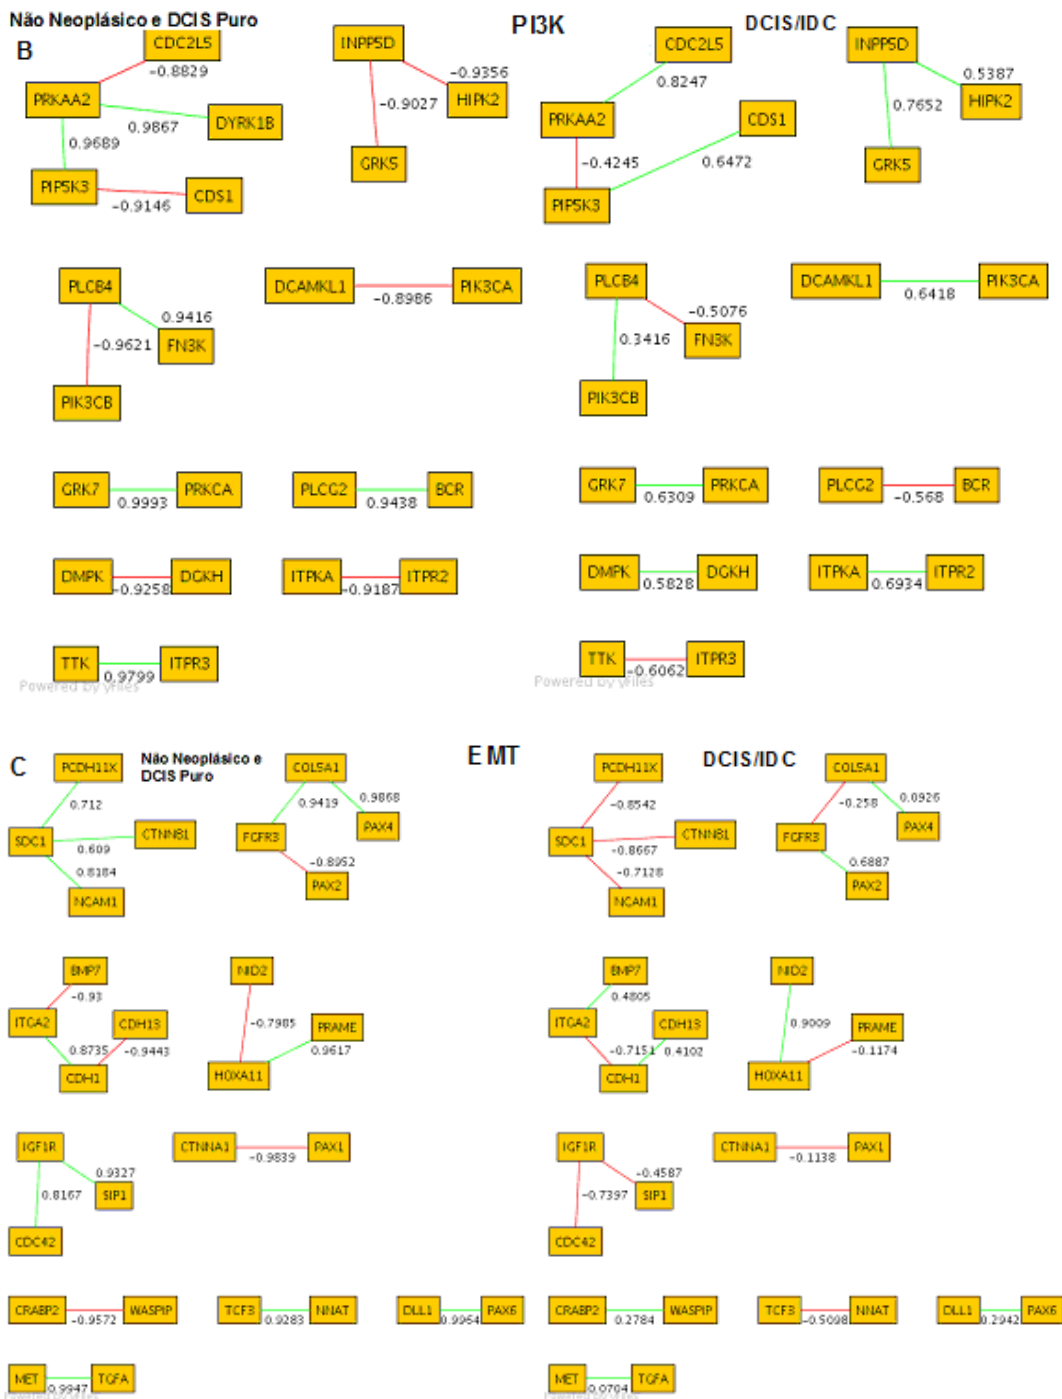 Não Neoplásico e DCIS Puro
PI3K
DCIS/IDC
B
CDC2L5
-0.8829
PRKAA2
0.9867
DYRK1B
0.9689
PIP5K3
-0.9146
CDS1
INPP5D
-0.9356
HIPK2
-0.9027
GRK5
CDC2L5
0.8247
PRKAA2
CDS1
-0.4245
0.6472
PIP5K3
INPP5D
0.5387
HIPK2
0.7652
GRK5
PLCB4
0.9416
-0.9621
FN3K
PIK3CB
DCAMKL1
-0.8986
PIK3CA
PLCB4
-0.5076
0.3416
FN3K
PIK3CB
DCAMKL1
0.6418
PIK3CA
GRK7
0.9993
PRKCA
PLCG2
0.9438
BCR
GRK7
0.6309
PRKCA
PLCG2
-0.568
BCR
DMPK
-0.9258
DGKH
ITPKA
-0.9187
ITPR2
DMPK
0.5828
DGKH
ITPKA
0.6934
ITPR2
TTK
0.9799
ITPR3
Powered by yFiles
TTK
-0.6062
ITPR3
Powered by yFiles
C
Não Neoplásico e
DCIS Puro
EMT
DCIS/IDC
PCDH11X
0.712
SDC1
0.609
CTNNB1
0.8184
NCAM1
COL5A1
0.9419
0.9868
PAX4
FGFR3
-0.8952
PAX2
PCDH11X
-0.8542
SDC1
-0.8667
CTNNB1
-0.7128
NCAM1
COL5A1
-0.258
0.0926
PAX4
FGFR3
0.6887
PAX2
BMP7
-0.93
ITGA2
CDH13
0.8735
-0.9443
CDH1
NID2
-0.7985
PRAME
0.9617
HOXA11
BMP7
0.4805
ITGA2
CDH13
-0.7151
0.4102
CDH1
NID2
0.9009
PRAME
-0.1174
HOXA11
IGF1R
0.9327
0.8167
SIP1
CDC42
CTNNA1
-0.9839
PAX1
IGF1R
-0.4587
-0.7397
SIP1
CDC42
CTNNA1
-0.1138
PAX1
CRABP2
-0.9572
WASPIP
TCF3
0.9283
NNAT
DLL1
0.9964
PAX6
CRABP2
0.2784
WASPIP
TCF3
-0.5098
NNAT
DLL1
0.2942
PAX6
MET
0.9947
TGFA
Powered by yFiles
MET
0.0704
TGFA
Powered by yFiles